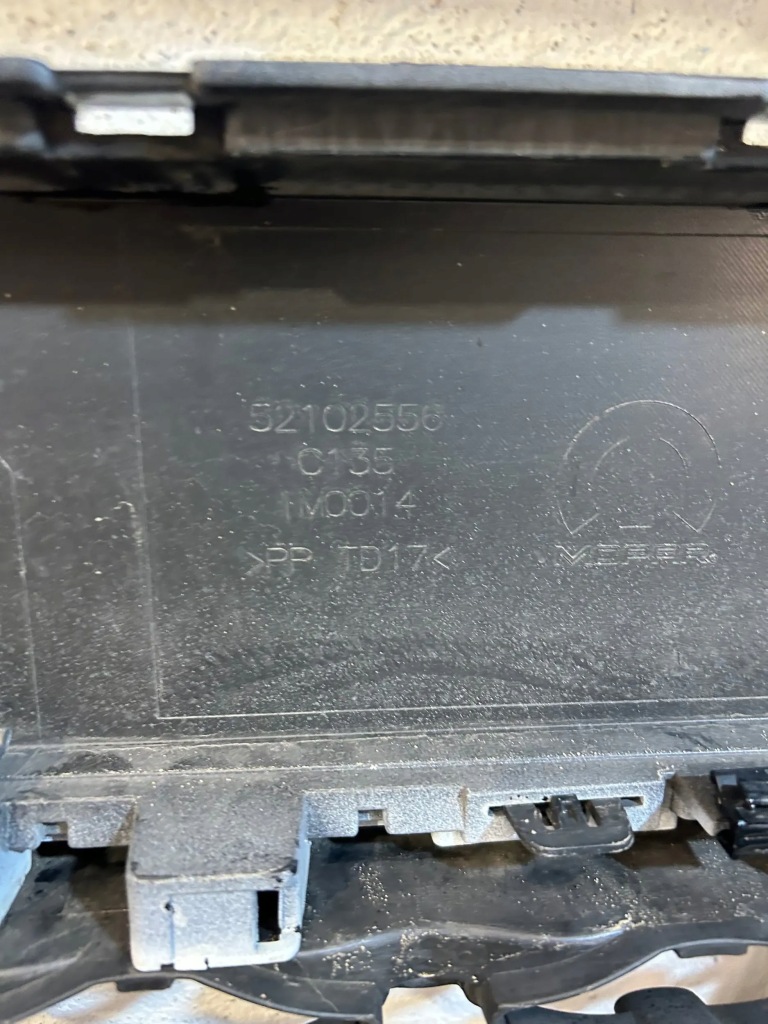 52102556
C135
1M0014
>PP TD17<
MOPAR.